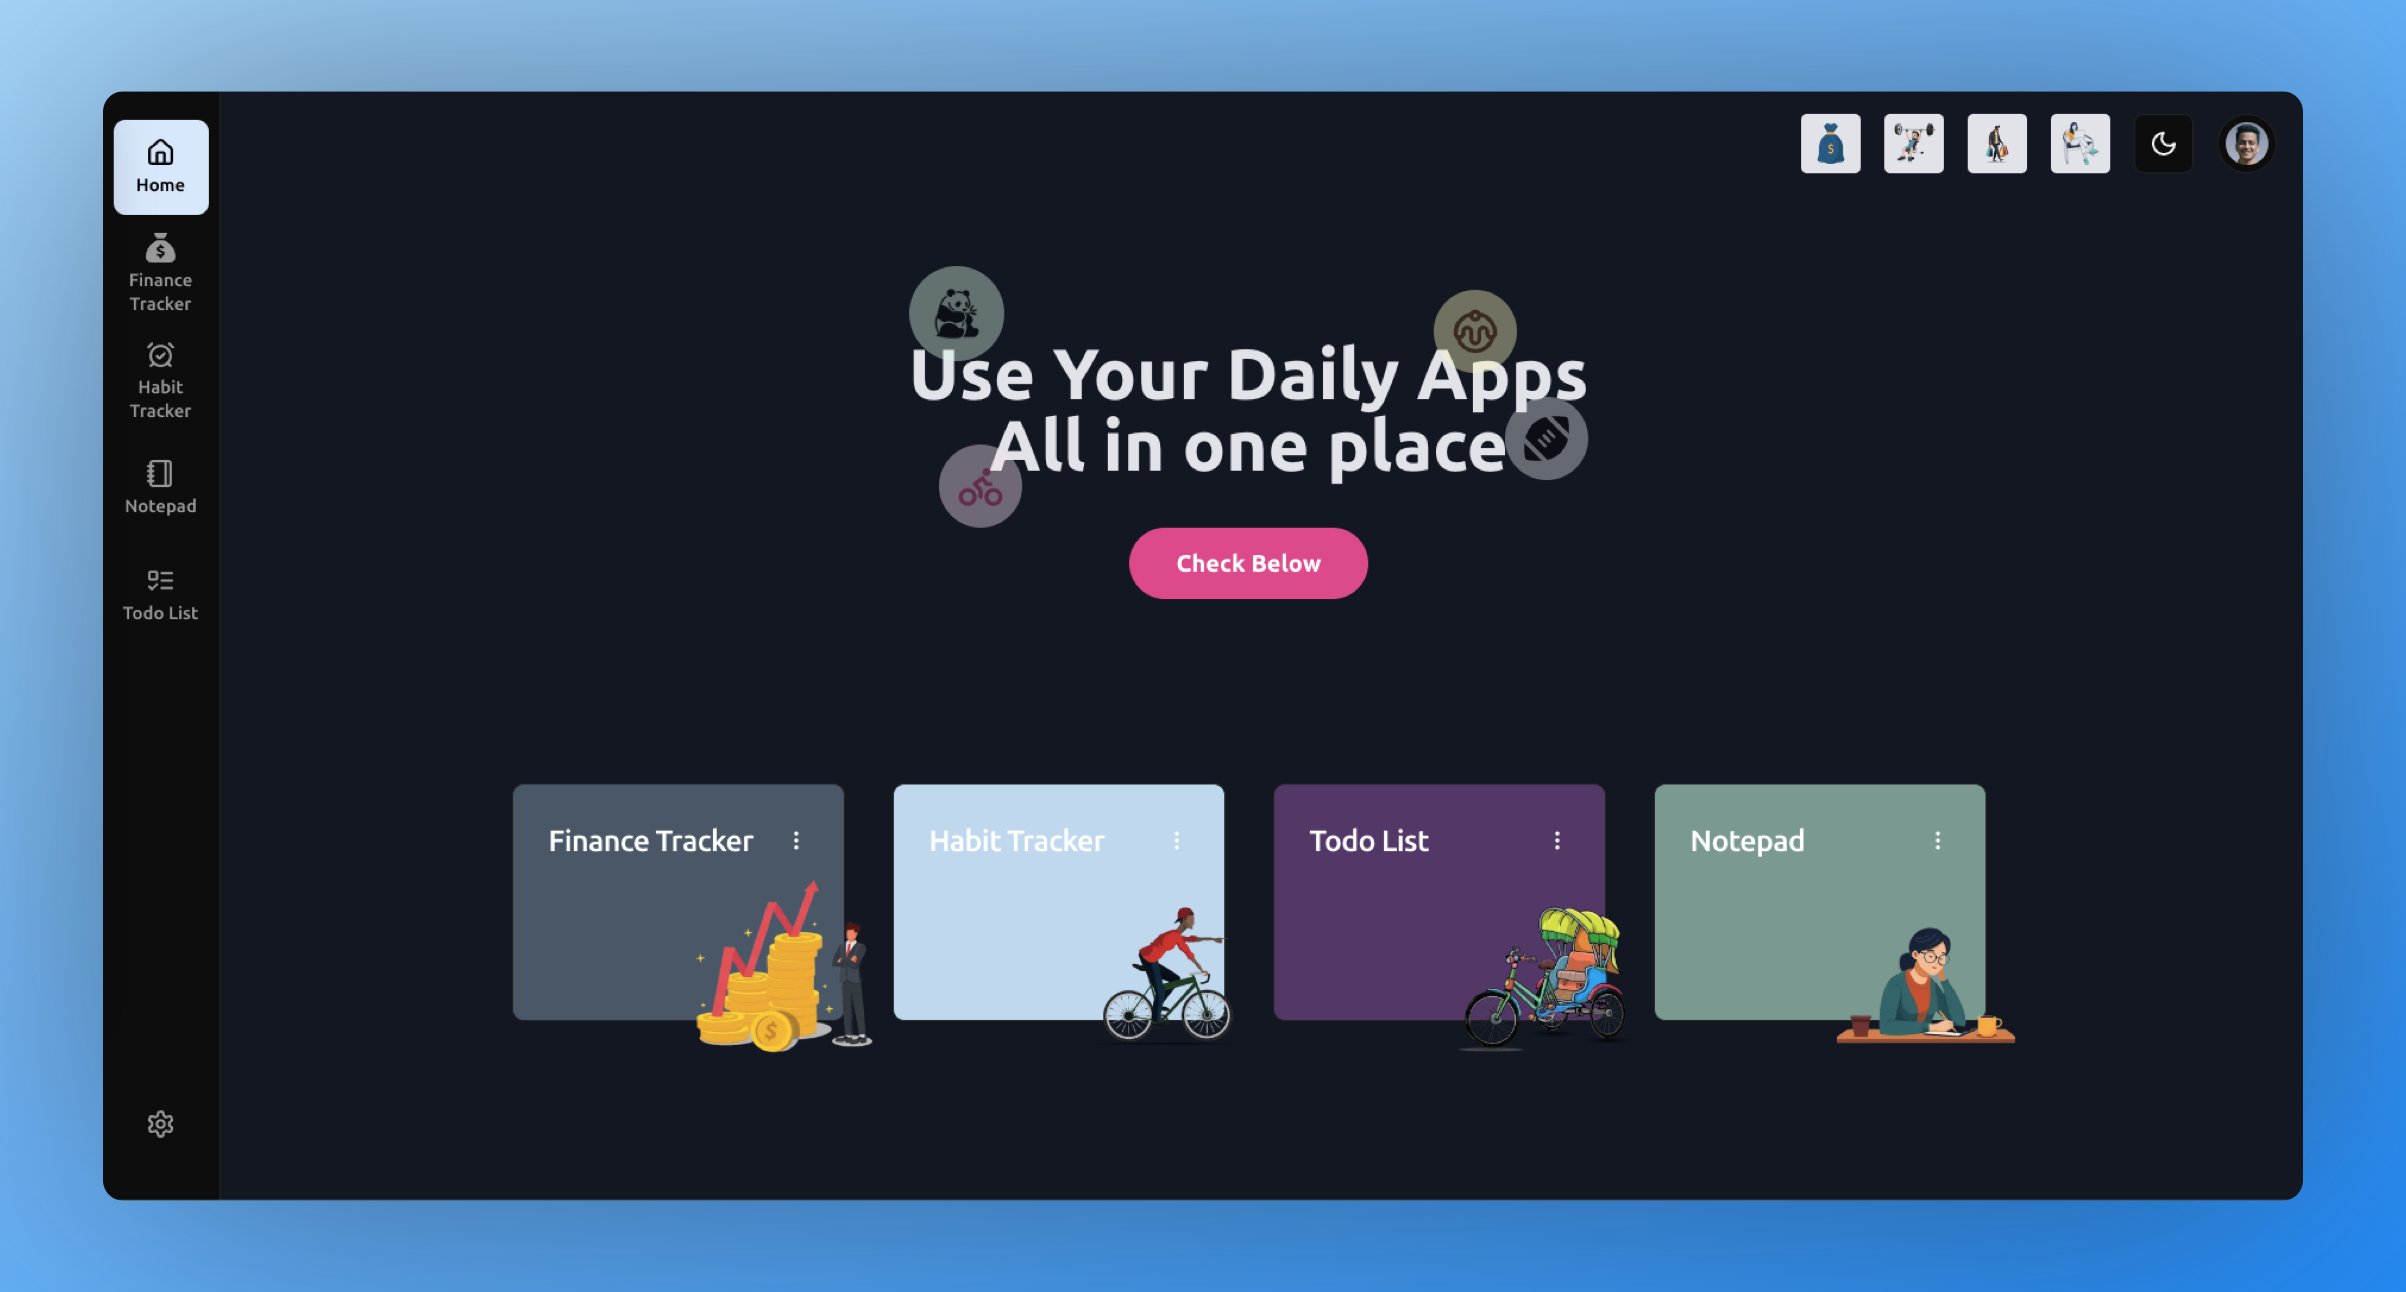 Home
Finance
Tracker
Habit
Tracker
Notepad
Todo List
Use Your Daily Apps
All in one place
Check Below
Finance Tracker
Habit Tracker
Todo List
Notepad